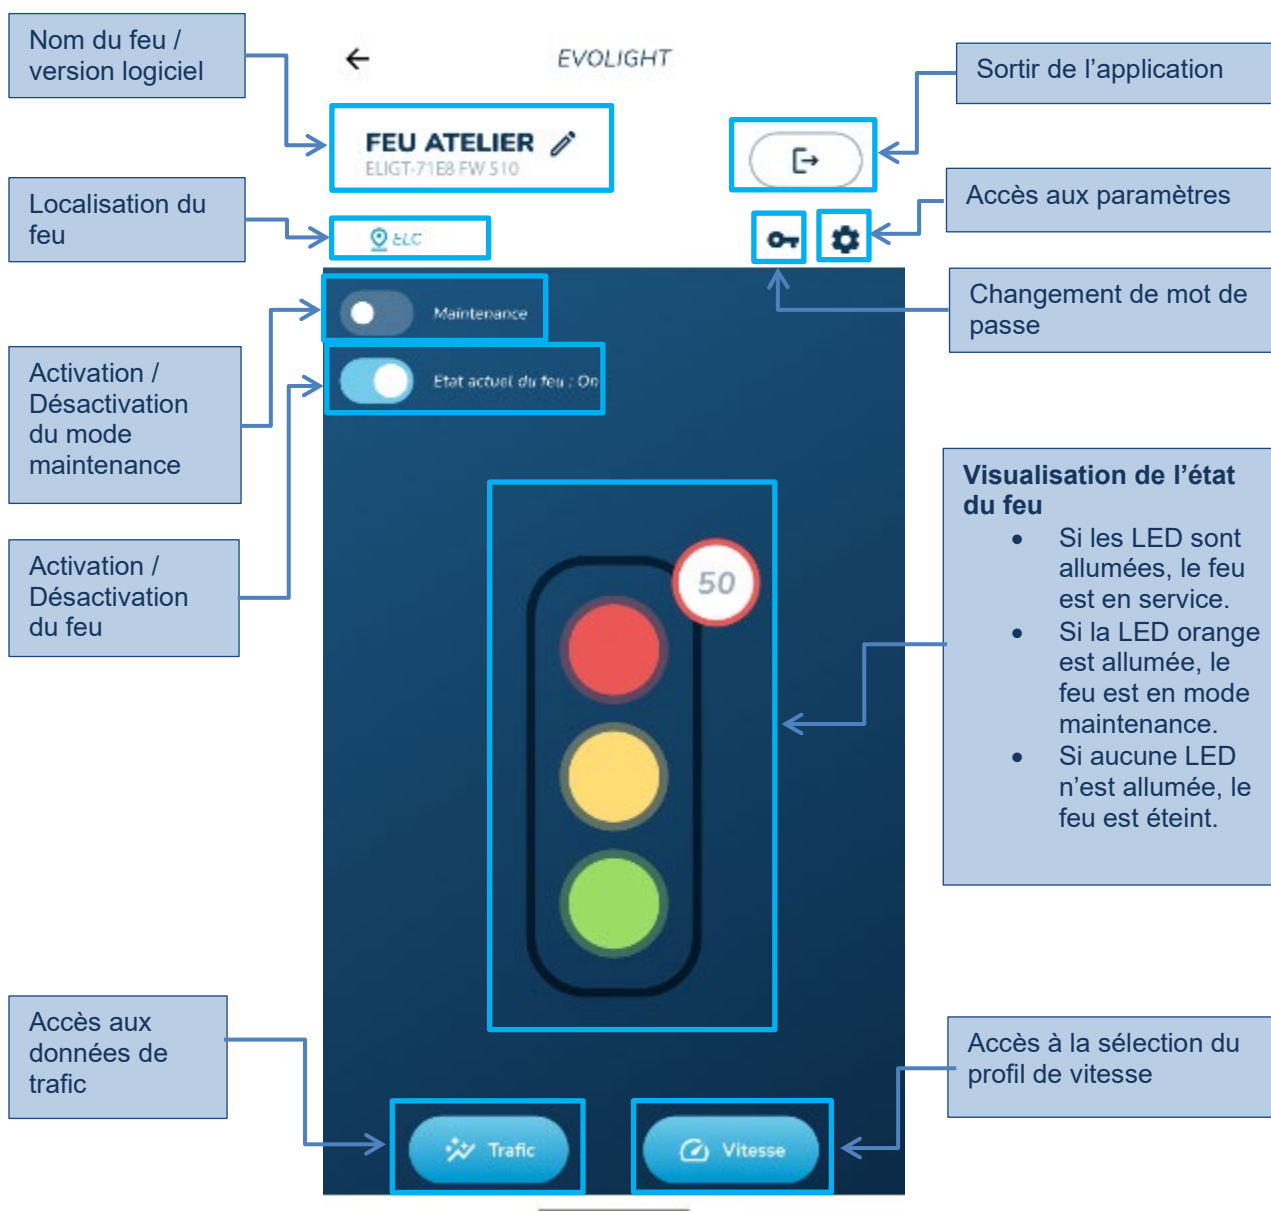 Nom du feu /
version logiciel
EVOLIGHT
Sortir de l’application
FEU ATELIER
ELIGT-71E8 FW 510
Localisation du
feu
ELC
Accès aux paramètres
Changement de mot de
passe
Maintenance
Etat actuel du feu : On
Activation /
Désactivation
du mode
maintenance
Activation /
Désactivation
du feu
Visualisation de l’état
du feu
• Si les LED sont
allumées, le feu
est en service.
• Si la LED orange
est allumée, le
feu est en mode
maintenance.
• Si aucune LED
n’est allumée, le
feu est éteint.
50
Accès aux
données de
trafic
Accès à la sélection du
profil de vitesse
Trafic
Vitesse